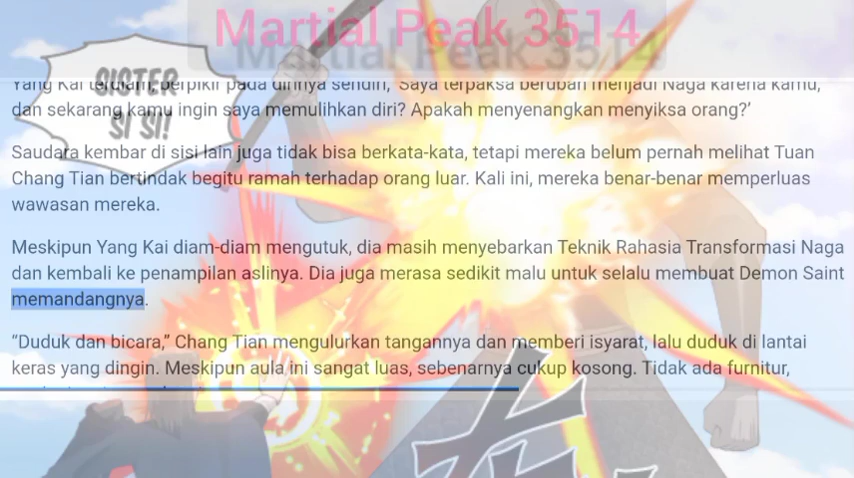 Martial Peak 3514
Martial Peak 3514
SISTER
SI SI!
Yang Kai terdiam, berpikir pada dirinya sendiri, 'Saya terpaksa berubah menjadi Naga karena kamu,
dan sekarang kamu ingin saya memulihkan diri? Apakah menyenangkan menyiksa orang?’
Saudara kembar di sisi lain juga tidak bisa berkata-kata, tetapi mereka belum pernah melihat Tuan
Chang Tian bertindak begitu ramah terhadap orang luar. Kali ini, mereka benar-benar memperluas
wawasan mereka.
Meskipun Yang Kai diam-diam mengutuk, dia masih menyebarkan Teknik Rahasia Transformasi Naga
dan kembali ke penampilan aslinya. Dia juga merasa sedikit malu untuk selalu membuat Demon Saint
memandangnya.
“Duduk dan bicara,” Chang Tian mengulurkan tangannya dan memberi isyarat, lalu duduk di lantai
keras yang dingin. Meskipun aula ini sangat luas, sebenarnya cukup kosong. Tidak ada furnitur,